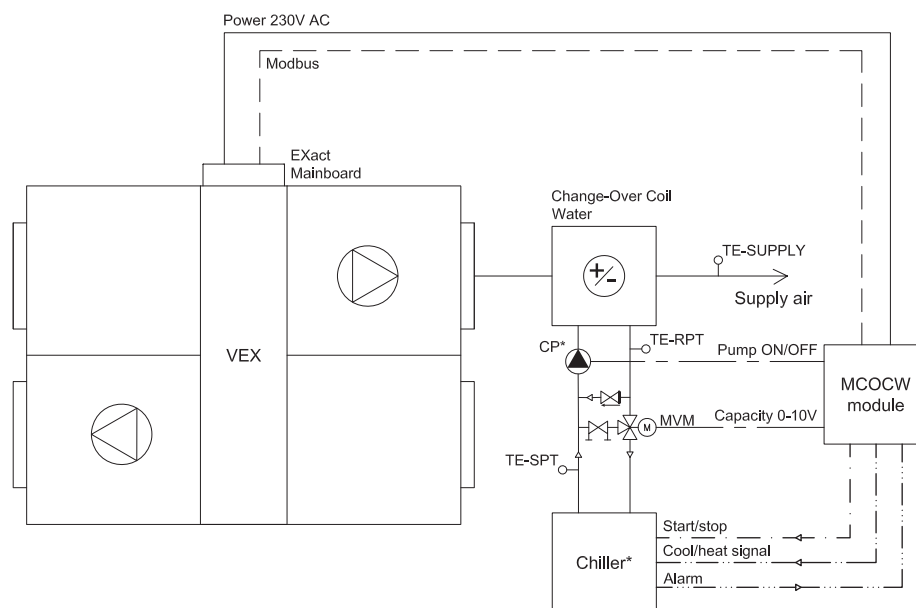 Power 230V AC
Modbus
EXact
Mainboard
Change-Over Coil
Water
+/-
TE-SUPPLY
Supply air
VEX
CP*
TE-RPT
Pump ON/OFF
MCOCW
module
MVM
M
Capacity 0-10V
TE-SPT
Start/stop
Chiller*
Cool/heat signal
Alarm